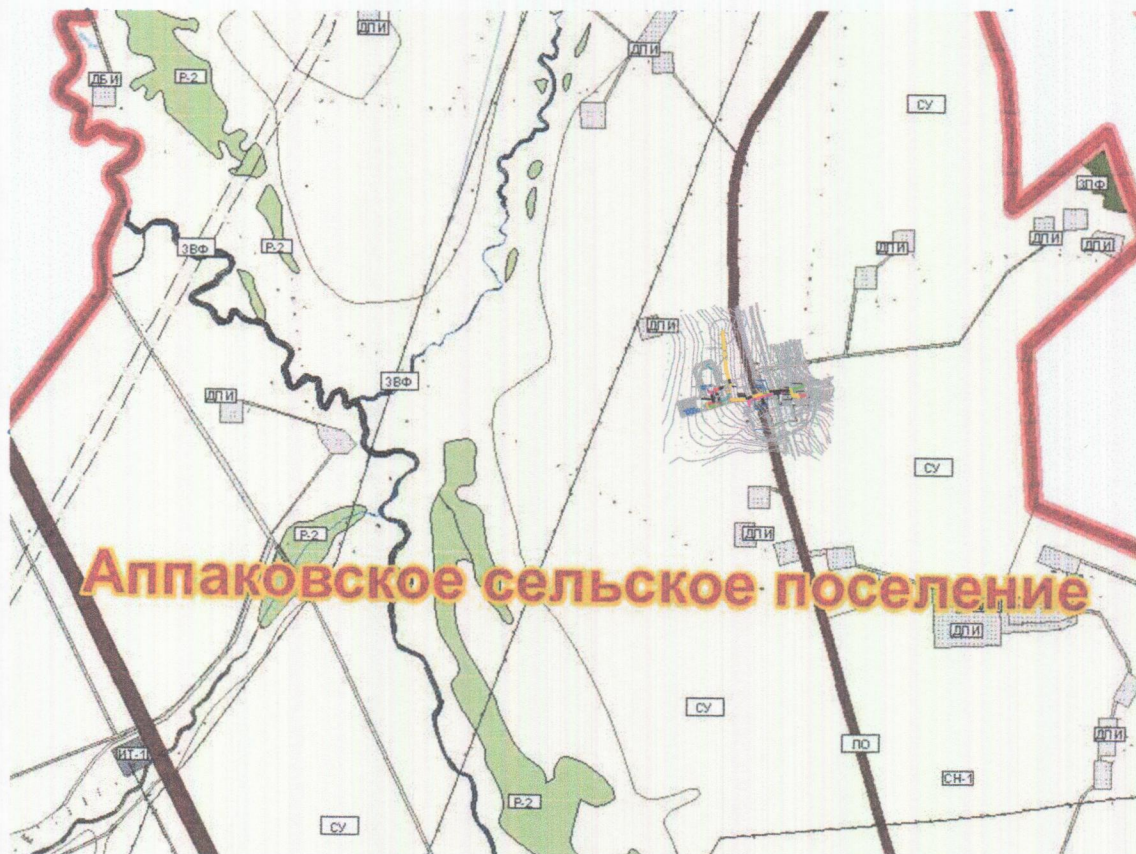 ДПИ
ДПИ
Р-2
ДБИ
СУ
ЗПФ
ЗВФ
Р-2
ДПИ
ДПИ
ДПИ
ДПИ
ЗВФ
ДПИ
СУ
Р-2
ДПИ
Аппаковское сельское поселение
ДПИ
СУ
ДПИ
ЛО
ИТ-1
СН-1
Р-2
СУ